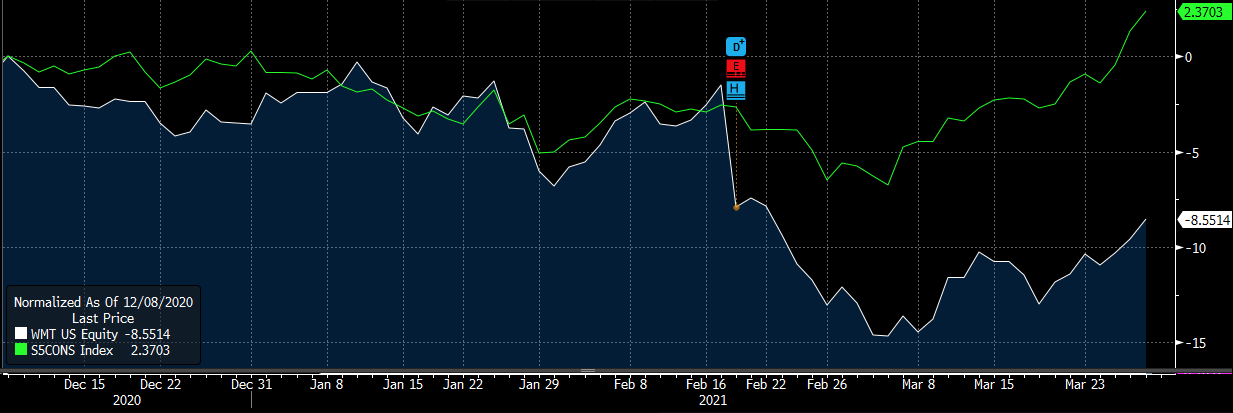 2.3703
0
-5
-8.5514
-10
-15
D+
E
H
Normalized As Of 12/08/2020
Last Price
WMT US Equity -8.5514
S5CONS Index 2.3703
Dec 15 Dec 22 Dec 31 Jan 8 Jan 15 Jan 22 Jan 29 Feb 8 Feb 16 Feb 22 Feb 26 Mar 8 Mar 15 Mar 23
2020 2021